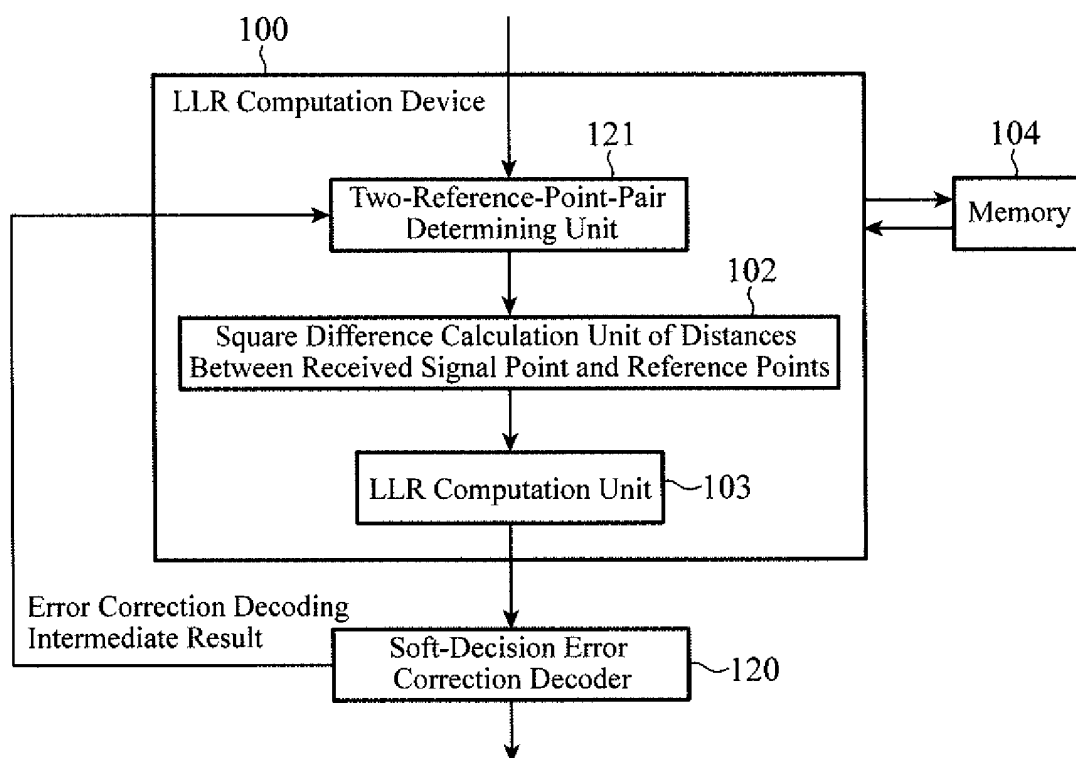 100
LLR Computation Device
121
104
Two-Reference-Point-Pair
Determining Unit
Memory
102
Square Difference Calculation Unit of Distances
Between Received Signal Point and Reference Points
LLR Computation Unit
103
Error Correction Decoding
Intermediate Result
Soft-Decision Error
Correction Decoder
120